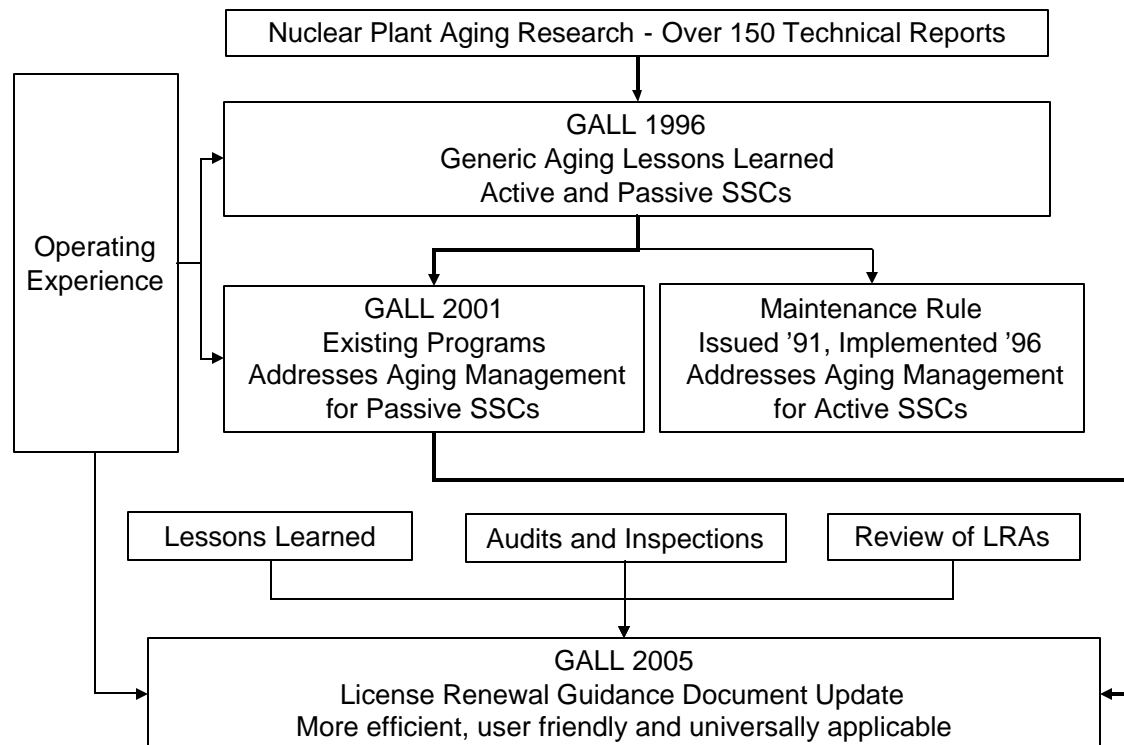 Nuclear Plant Aging Research - Over 150 Technical Reports
GALL 1996
Generic Aging Lessons Learned
Active and Passive SSCs
Operating
Experience
GALL 2001
Existing Programs
Addresses Aging Management
for Passive SSCs
Maintenance Rule
Issued ’91, Implemented ’96
Addresses Aging Management
for Active SSCs
Lessons Learned
Audits and Inspections
Review of LRAs
GALL 2005
License Renewal Guidance Document Update
More efficient, user friendly and universally applicable